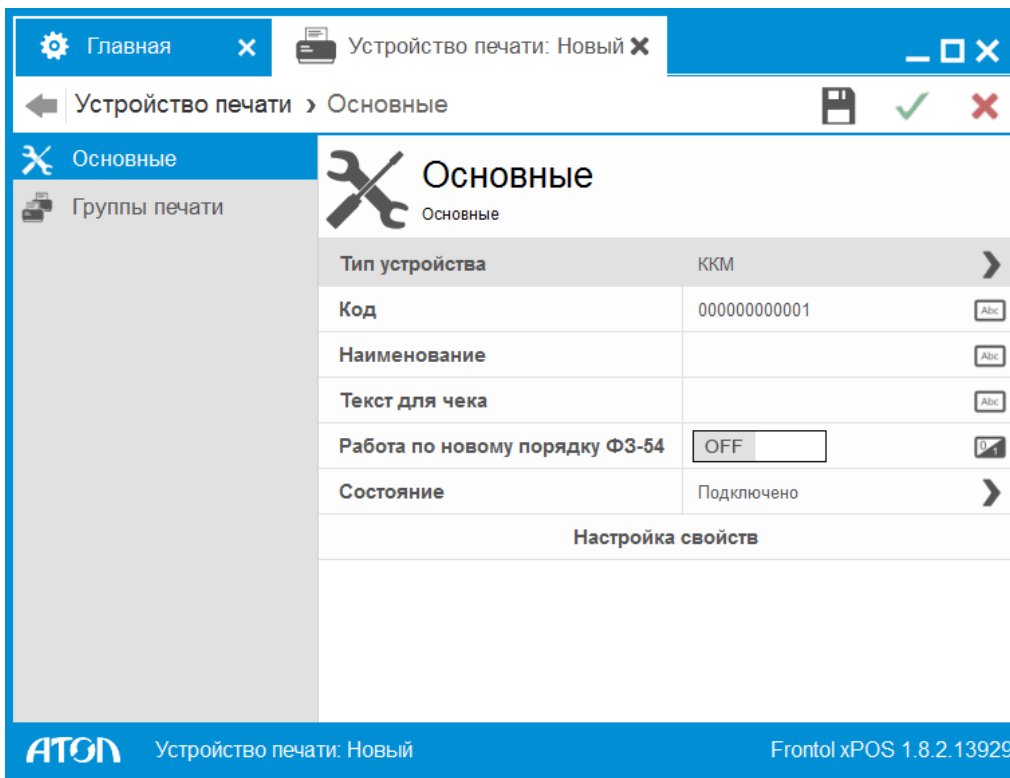 Главная
Устройство печати: Новый
Устройство печати › Основные
Основные
Группы печати
Основные
Основные
Тип устройства ККМ
Код 000000000001 Abc
Наименование Abc
Текст для чека Abc
Работа по новому порядку ФЗ-54 OFF 0 1
Состояние Подключено
Настройка свойств
АТОЛ Устройство печати: Новый Frontol xPOS 1.8.2.13929